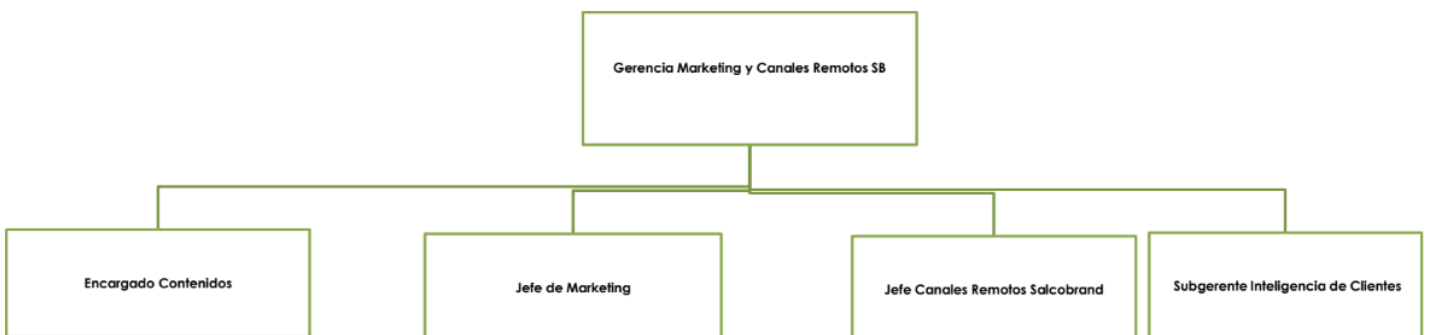 Gerencia Marketing y Canales Remotos SB
Encargado Contenidos
Jefe de Marketing
Jefe Canales Remotos Salcobrand
Subgerente Inteligencia de Clientes